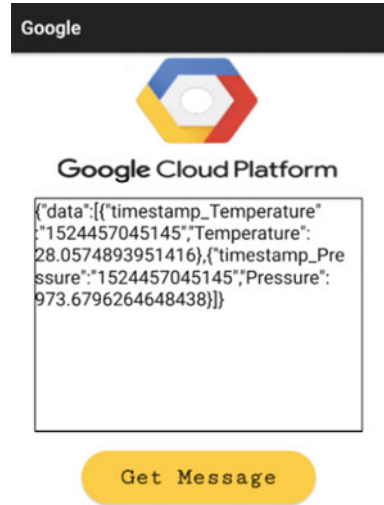 Google
Google Cloud Platform
{"data":[{"timestamp_Temperature"
:"1524457045145","Temperature":
28.0574893951416},{"timestamp_Pre
ssure":"1524457045145","Pressure":
973.6796264648438}]}
Get Message